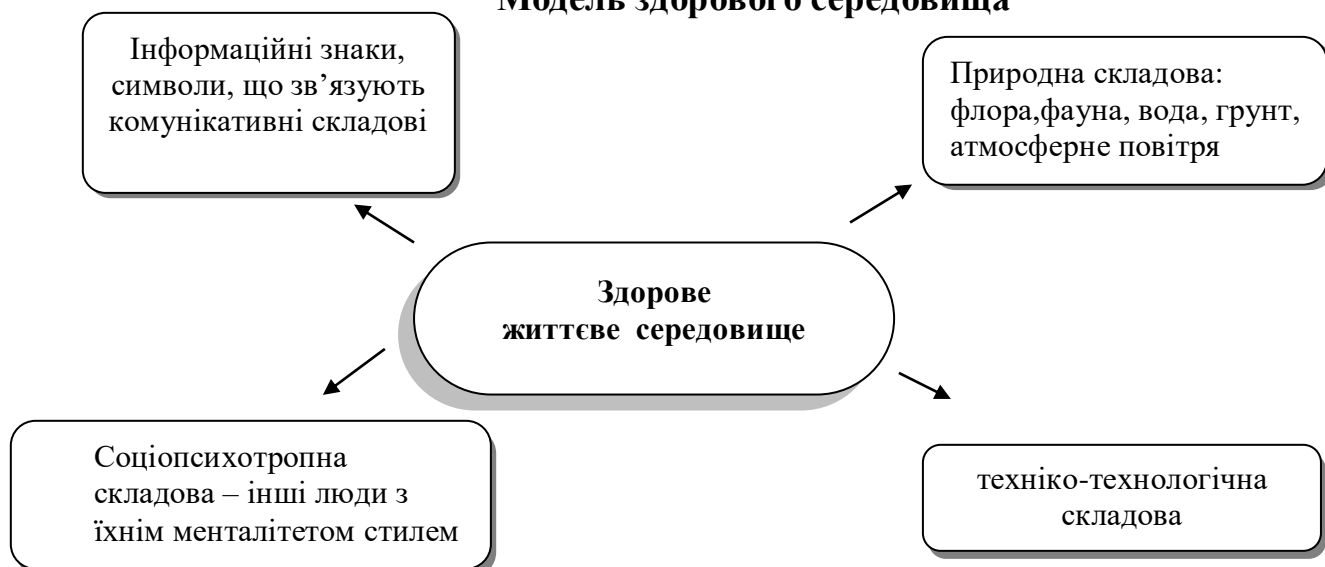 Модель здорового середовища
Інформаційні знаки,
символи, що зв’язують
комунікативні складові
Природна складова:
флора,фауна, вода, грунт,
атмосферне повітря
Здорове
життєве середовище
Соціопсихотропна
складова – інші люди з
їхнім менталітетом стилем
техніко-технологічна
складова